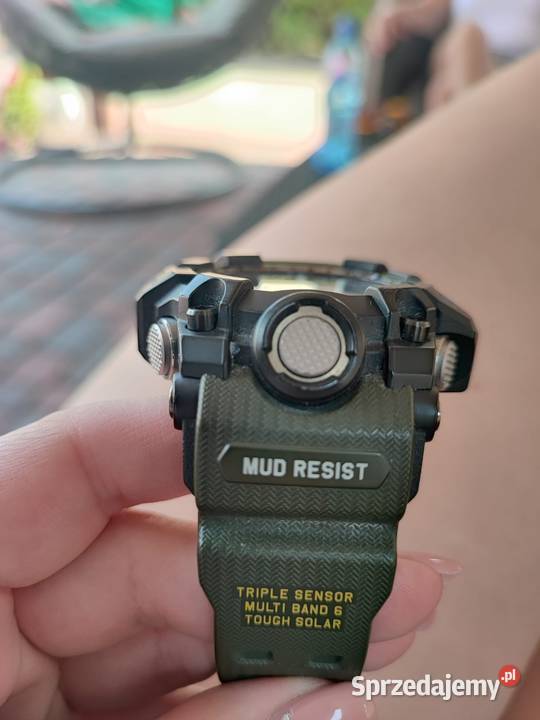 MUD RESIST
TRIPLE SENSOR
MULTI BAND 6
TOUGH SOLAR
Sprzedajemy.pl